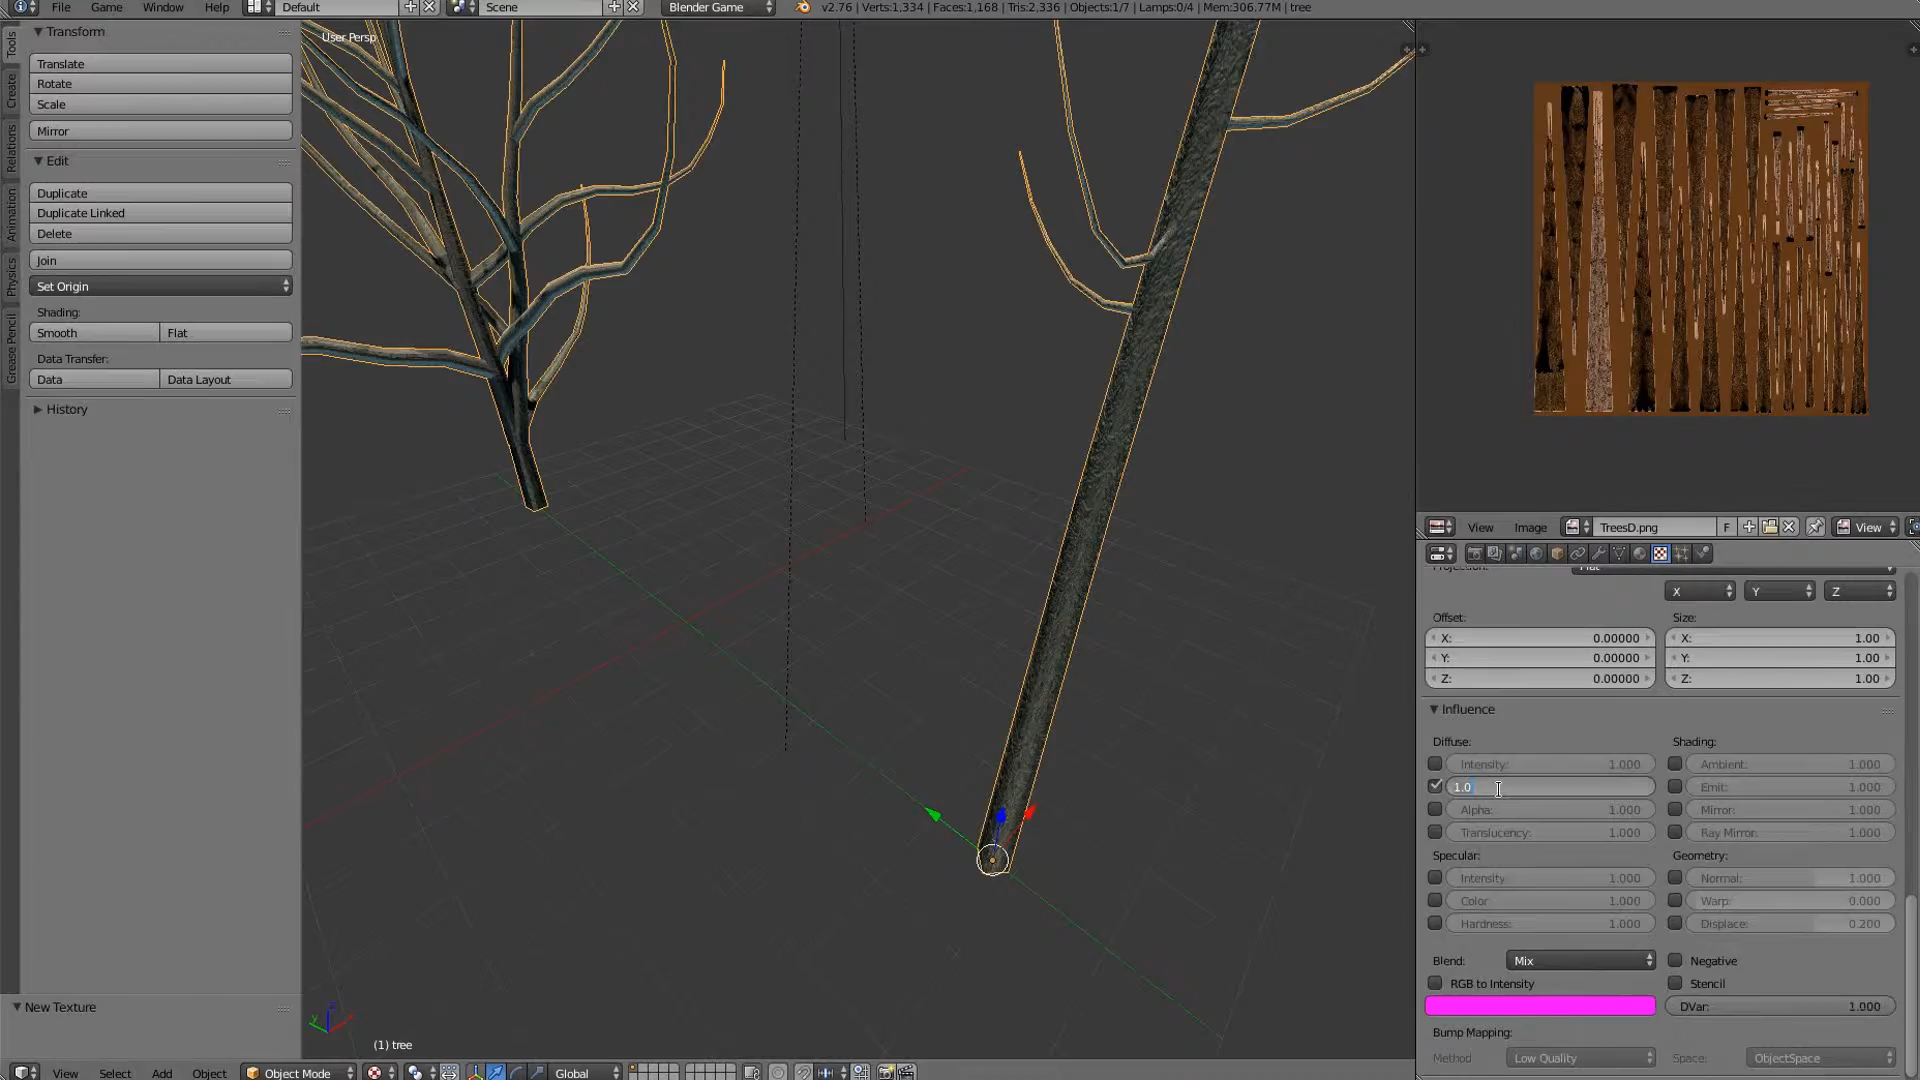 File Game Window Help Default Scene Blender Game v2.76 | Verts:1,334 | Faces:1,168 | Tris:2,336 | Objects:1/7 | Lamps:0/4 | Mem:306.77M | tree
Tools
Create
Relations
Animation
Physics
Grease Pencil
Transform
Translate
Rotate
Scale
Mirror
Edit
Duplicate
Duplicate Linked
Delete
Join
Set Origin
Shading:
Smooth Flat
Data Transfer:
Data Data Layout
History
New Texture
User Persp
(1) tree
View Select Add Object Object Mode Global
View Image TreesD.png F View
Projection: Flat
X Y Z
Offset: Size:
X: 0.00000 X: 1.00
Y: 0.00000 Y: 1.00
Z: 0.00000 Z: 1.00
Influence
Diffuse: Shading:
Intensity: 1.000 Ambient: 1.000
1.0 Emit: 1.000
Alpha: 1.000 Mirror: 1.000
Translucency: 1.000 Ray Mirror: 1.000
Specular: Geometry:
Intensity 1.000 Normal: 1.000
Color 1.000 Warp: 0.000
Hardness: 1.000 Displace: 0.200
Blend: Mix Negative
RGB to Intensity Stencil
DVar: 1.000
Bump Mapping:
Method Low Quality Space: ObjectSpace